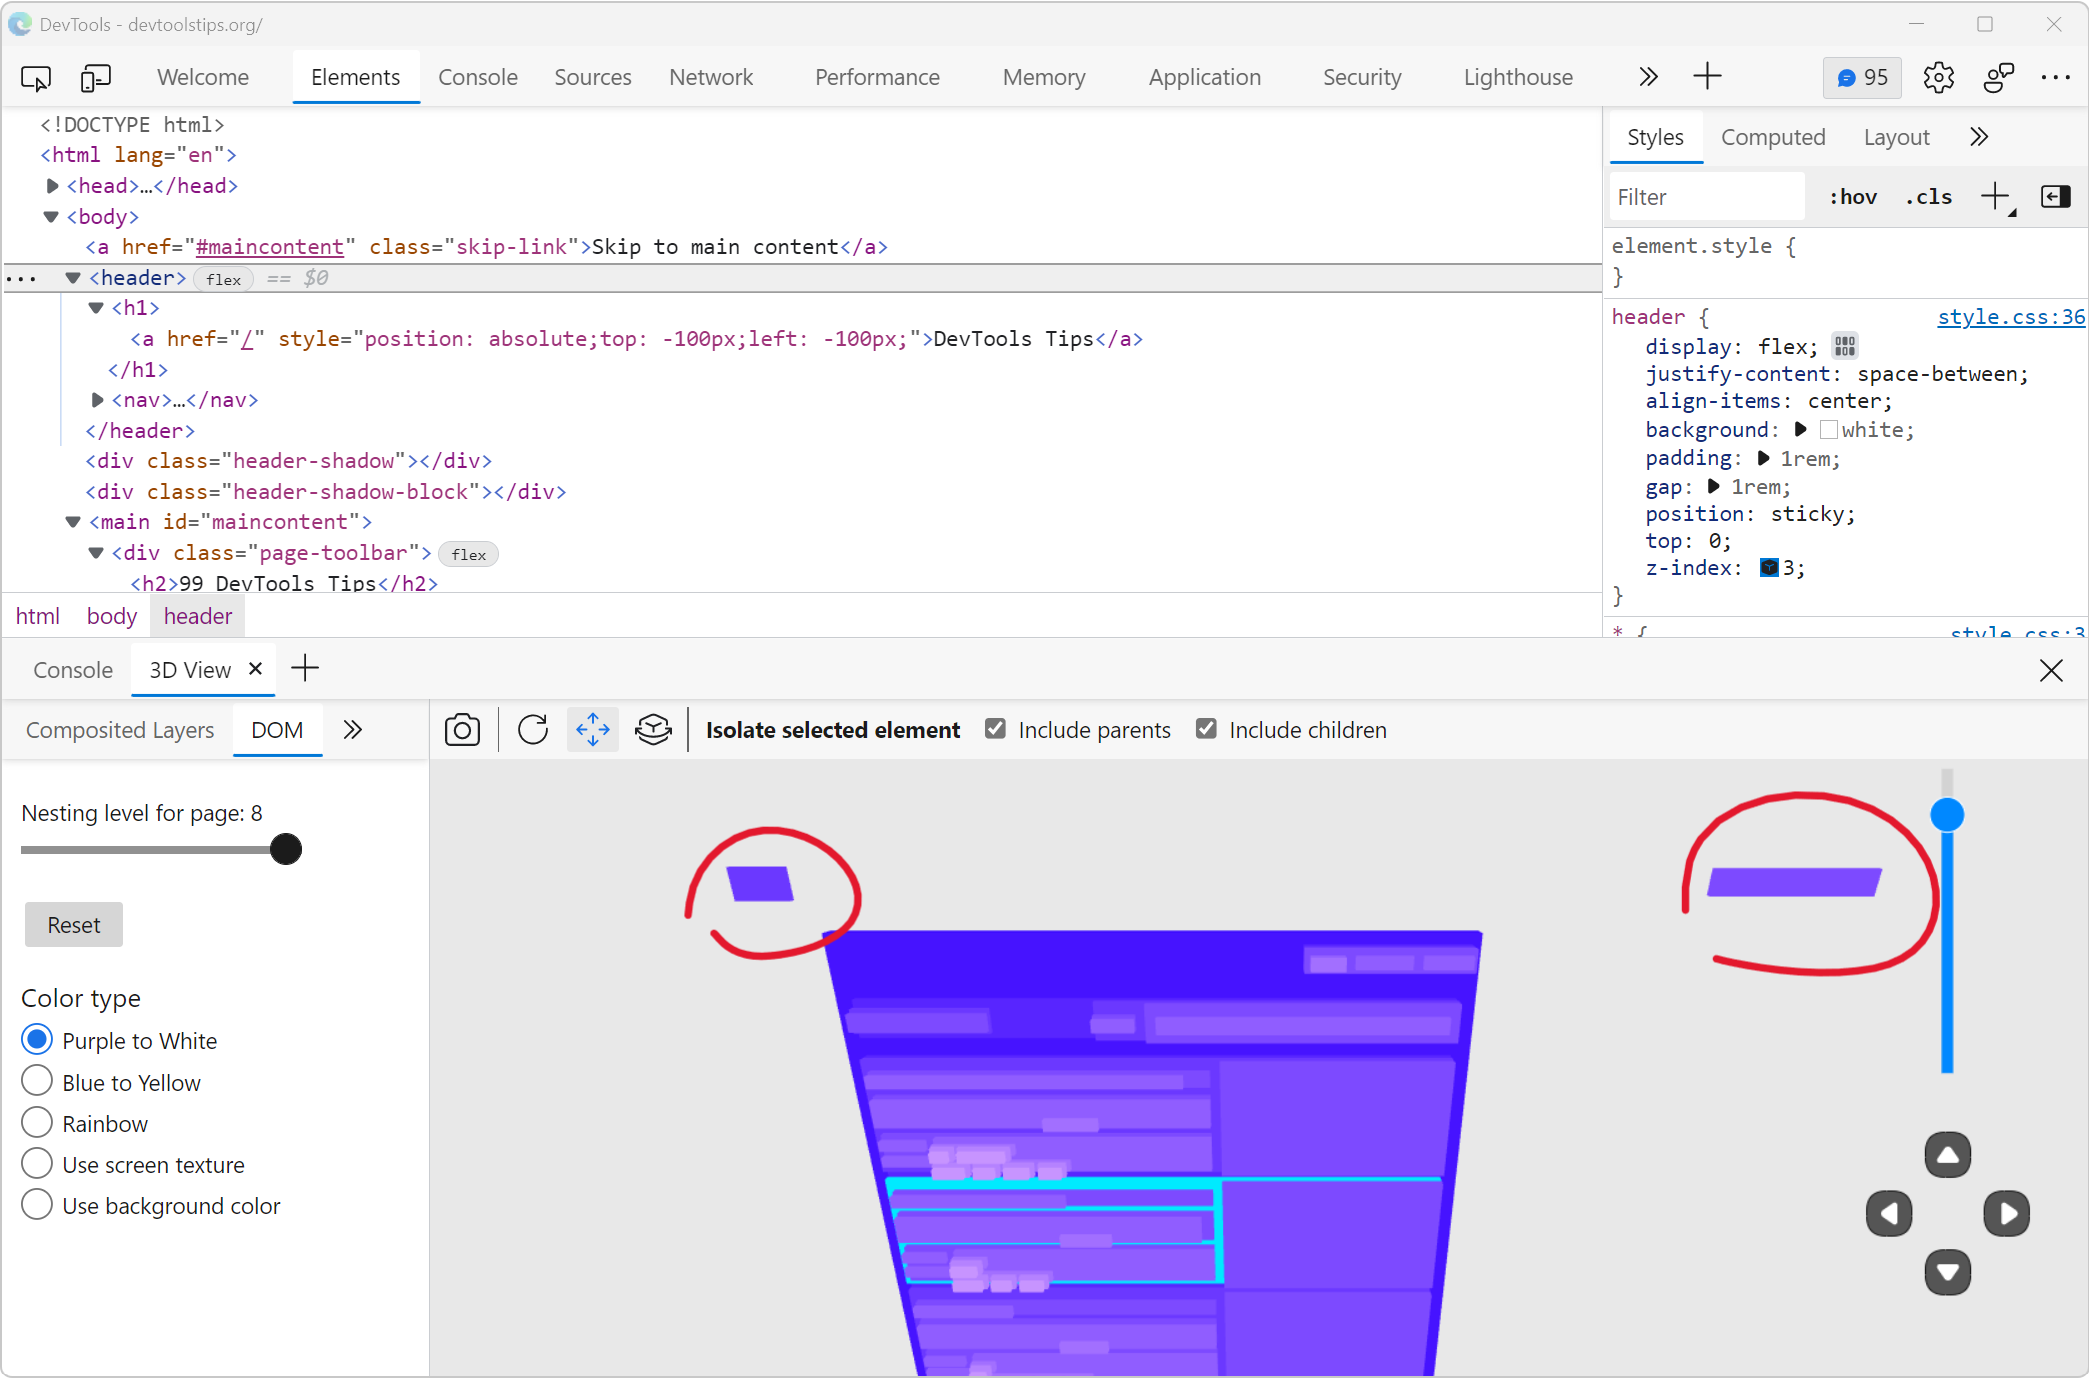 DevTools - devtoolstips.org/
Welcome Elements Console Sources Network Performance Memory Application Security Lighthouse 95
<!DOCTYPE html>
<html lang="en">
<head>…</head>
<body>
<a href="#maincontent" class="skip-link">Skip to main content</a>
<header> flex == $0
<h1>
<a href="/" style="position: absolute;top: -100px;left: -100px;">DevTools Tips</a>
</h1>
<nav>…</nav>
</header>
<div class="header-shadow"></div>
<div class="header-shadow-block"></div>
<main id="maincontent">
<div class="page-toolbar"> flex
<h2>99 DevTools Tips</h2>
html body header
Styles Computed Layout
Filter :hov .cls
element.style {
}
header { style.css:36
display: flex;
justify-content: space-between;
align-items: center;
background: white;
padding: 1rem;
gap: 1rem;
position: sticky;
top: 0;
z-index: 3;
}
* { style.css:3
Console 3D View
Composited Layers DOM
Isolate selected element Include parents Include children
Nesting level for page: 8
Reset
Color type
Purple to White
Blue to Yellow
Rainbow
Use screen texture
Use background color